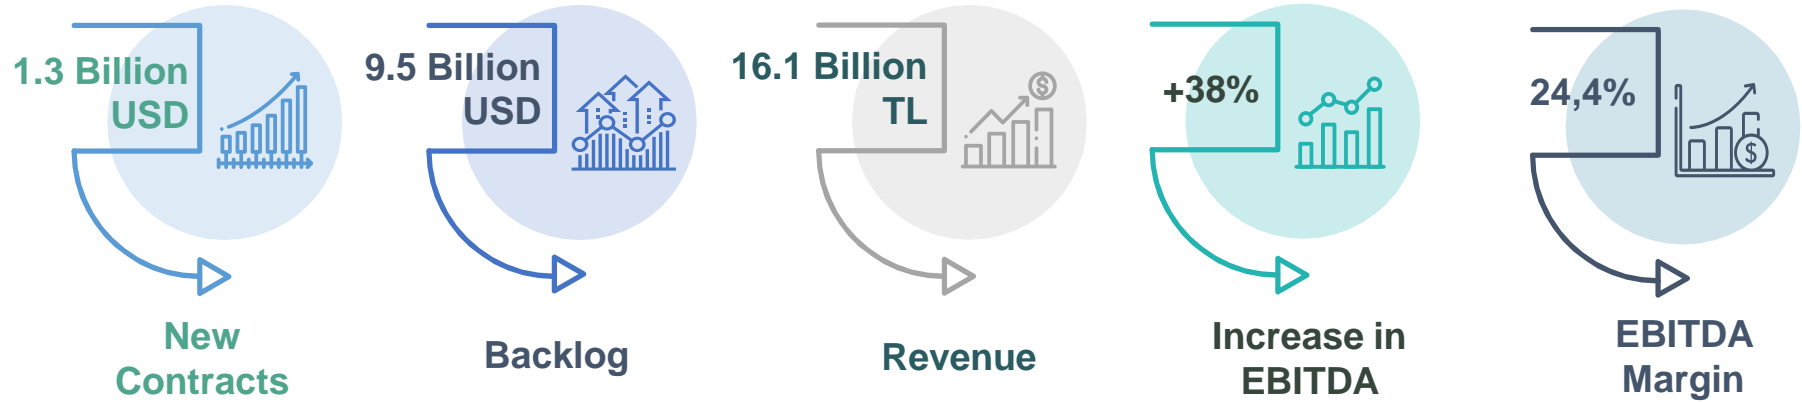 1.3 Billion
USD
New
Contracts
9.5 Billion
USD
Backlog
16.1 Billion
TL
$
Revenue
+38%
Increase in
EBITDA
24,4%
$
EBITDA
Margin